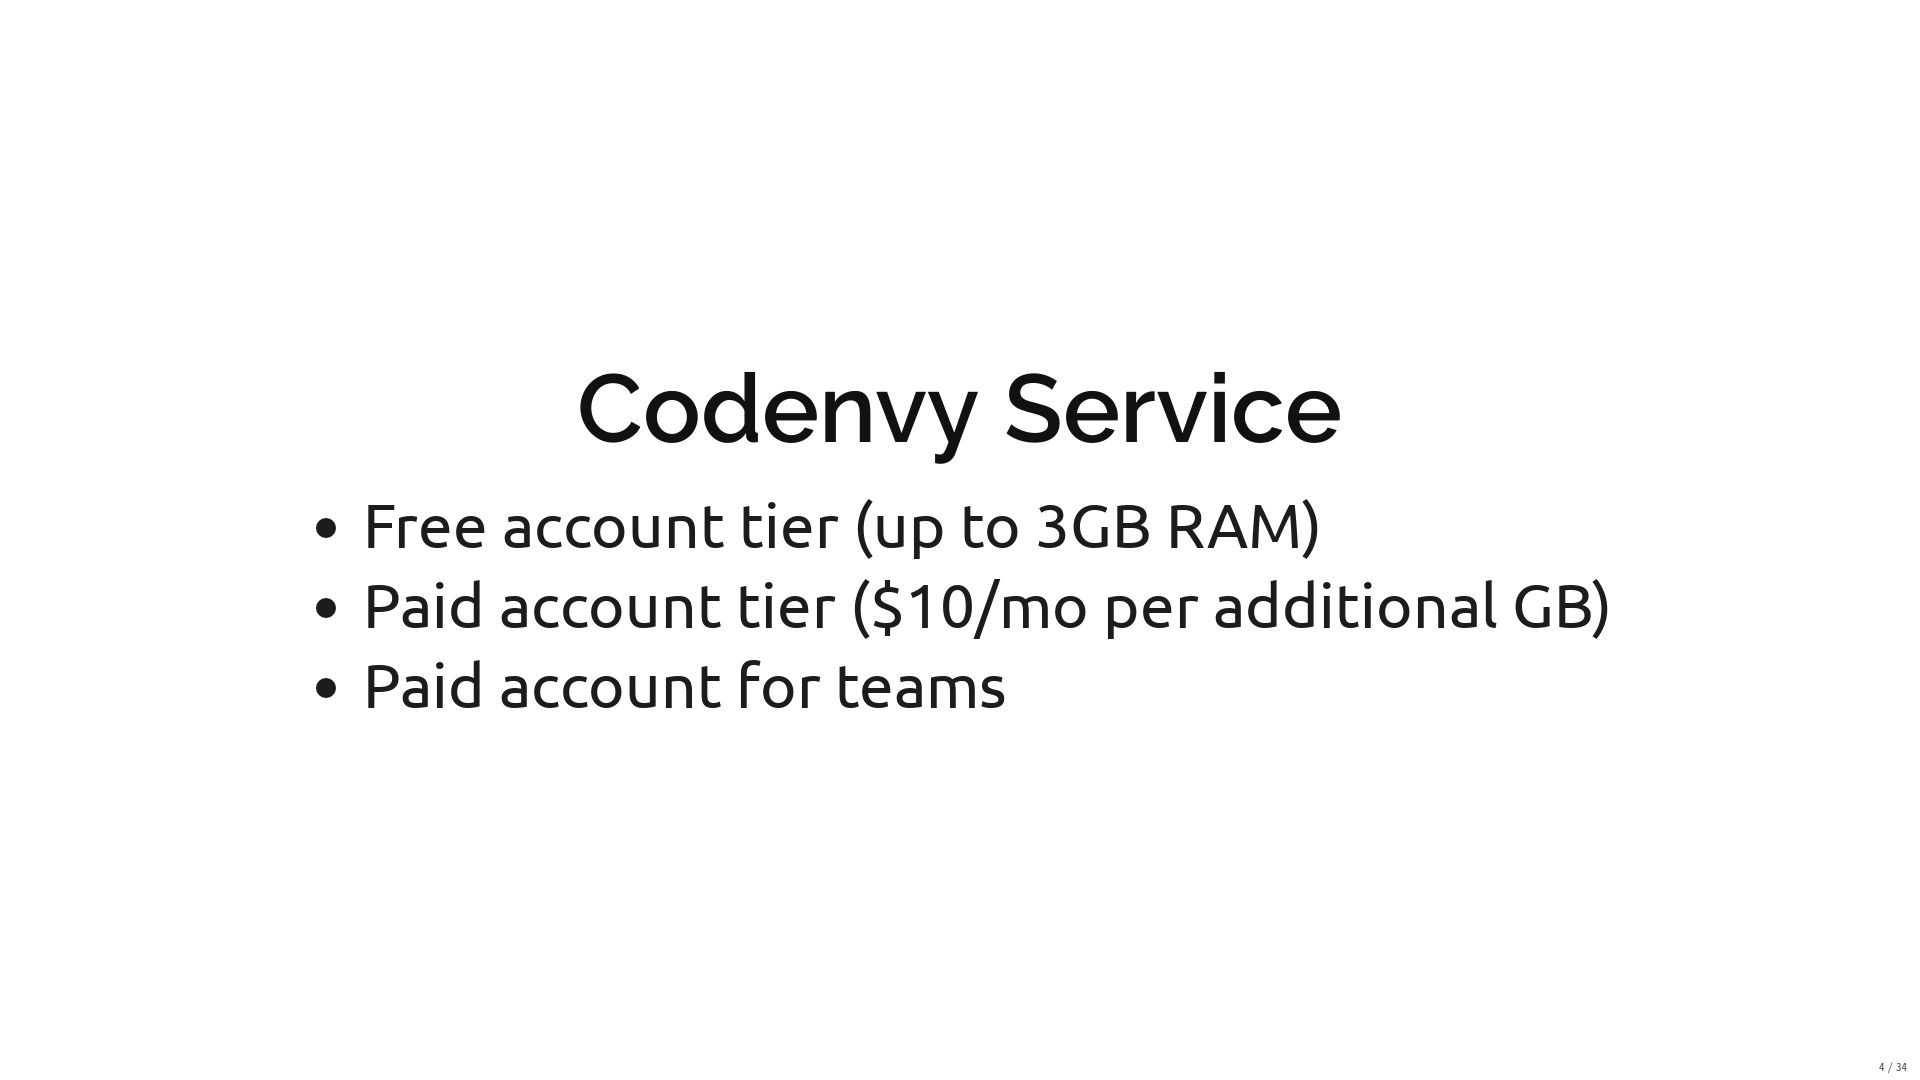 Codenvy Service
• Free account tier (up to 3GB RAM)
• Paid account tier ($10/mo per additional GB)
• Paid account for teams
4 / 34